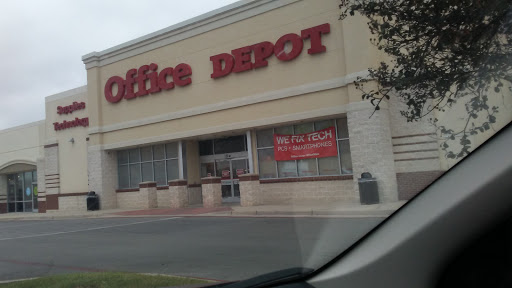 Office DEPOT
Supplies
Technology
WE FIX TECH
PCS + SMARTPHONES